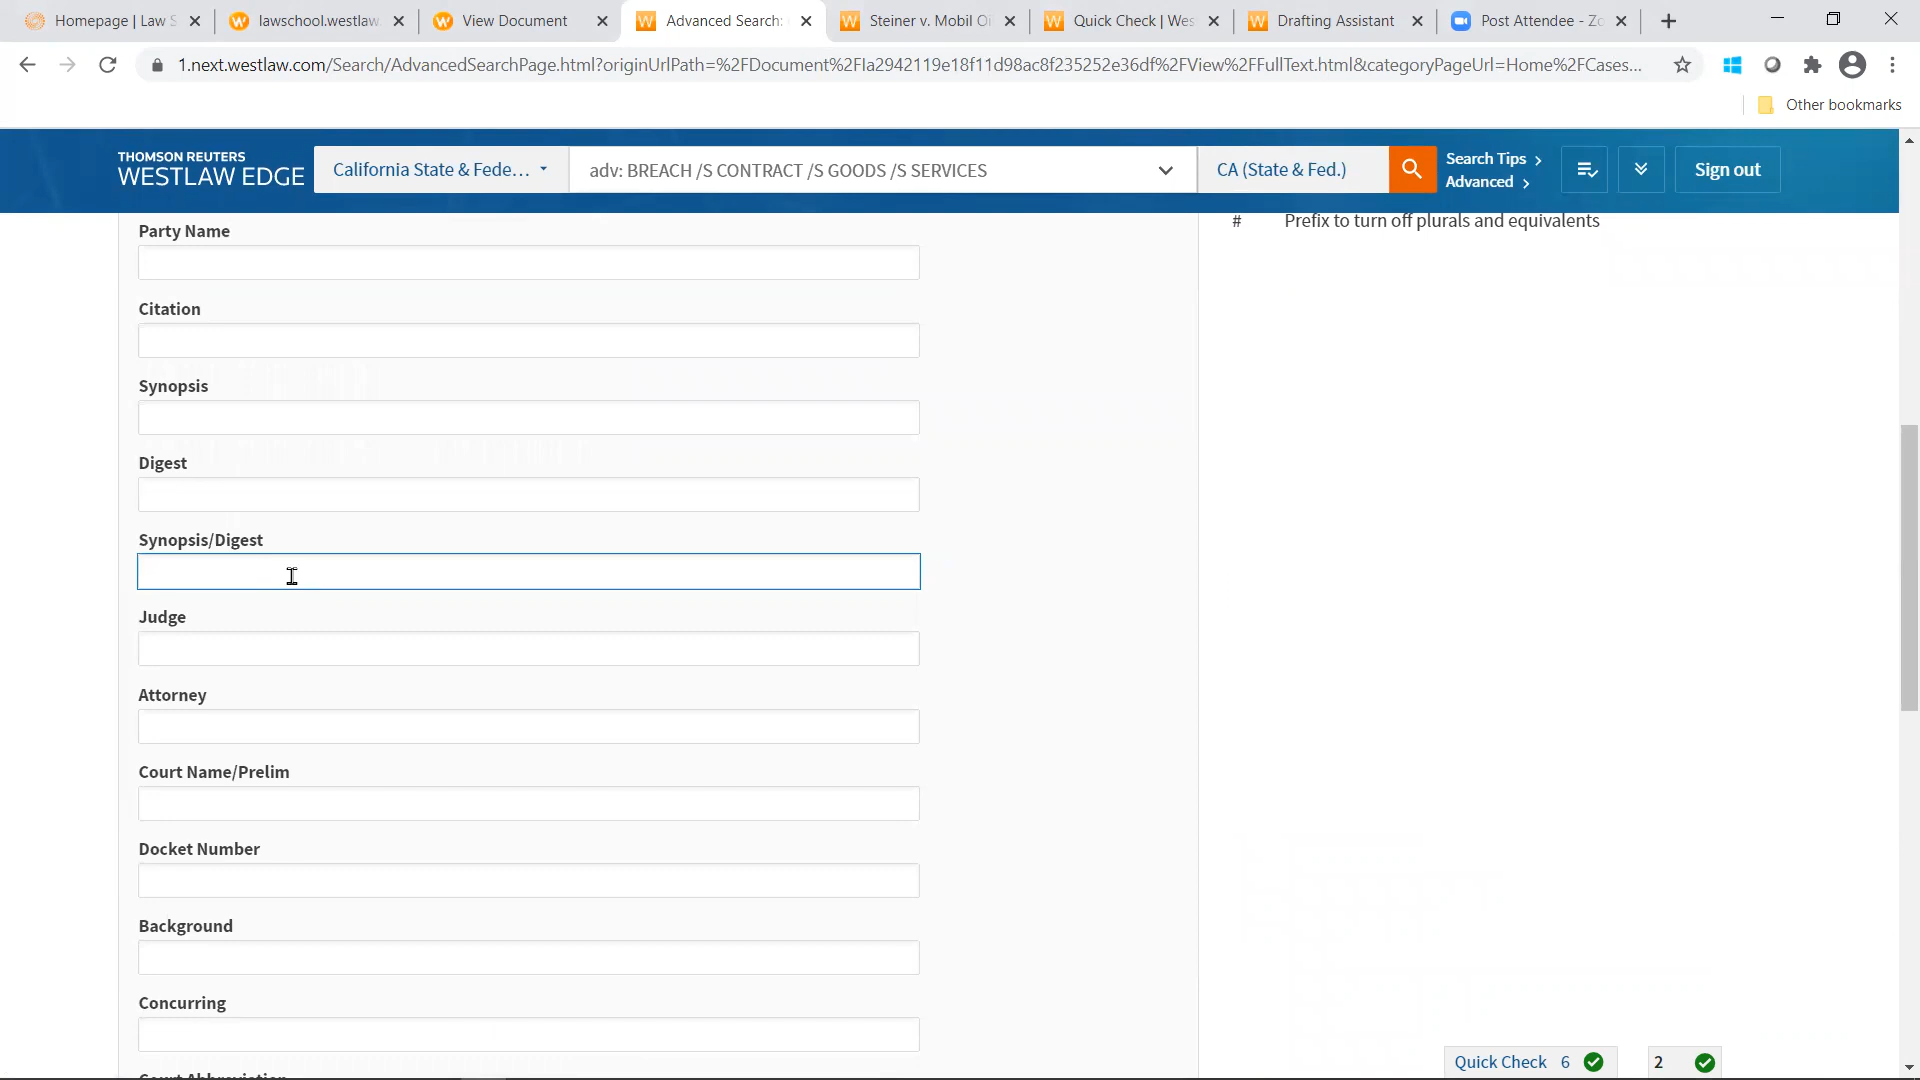 Homepage | Law S
lawschool.westlaw.
View Document
Advanced Search:
Steiner v. Mobil Oi
Quick Check | Wes
Drafting Assistant
Post Attendee - Zo
1.next.westlaw.com/Search/AdvancedSearchPage.html?originUrlPath=%2FDocument%2FIa2942119e18f11d98ac8f235252e36df%2FView%2FFullText.html&categoryPageUrl=Home%2FCases...
Other bookmarks
THOMSON REUTERS
WESTLAW EDGE
California State & Fede...
adv: BREACH /S CONTRACT /S GOODS /S SERVICES
CA (State & Fed.)
Search Tips
Advanced
Sign out
Party Name
# Prefix to turn off plurals and equivalents
Citation
Synopsis
Digest
Synopsis/Digest
Judge
Attorney
Court Name/Prelim
Docket Number
Background
Concurring
Court Abbreviation
Quick Check 6
2